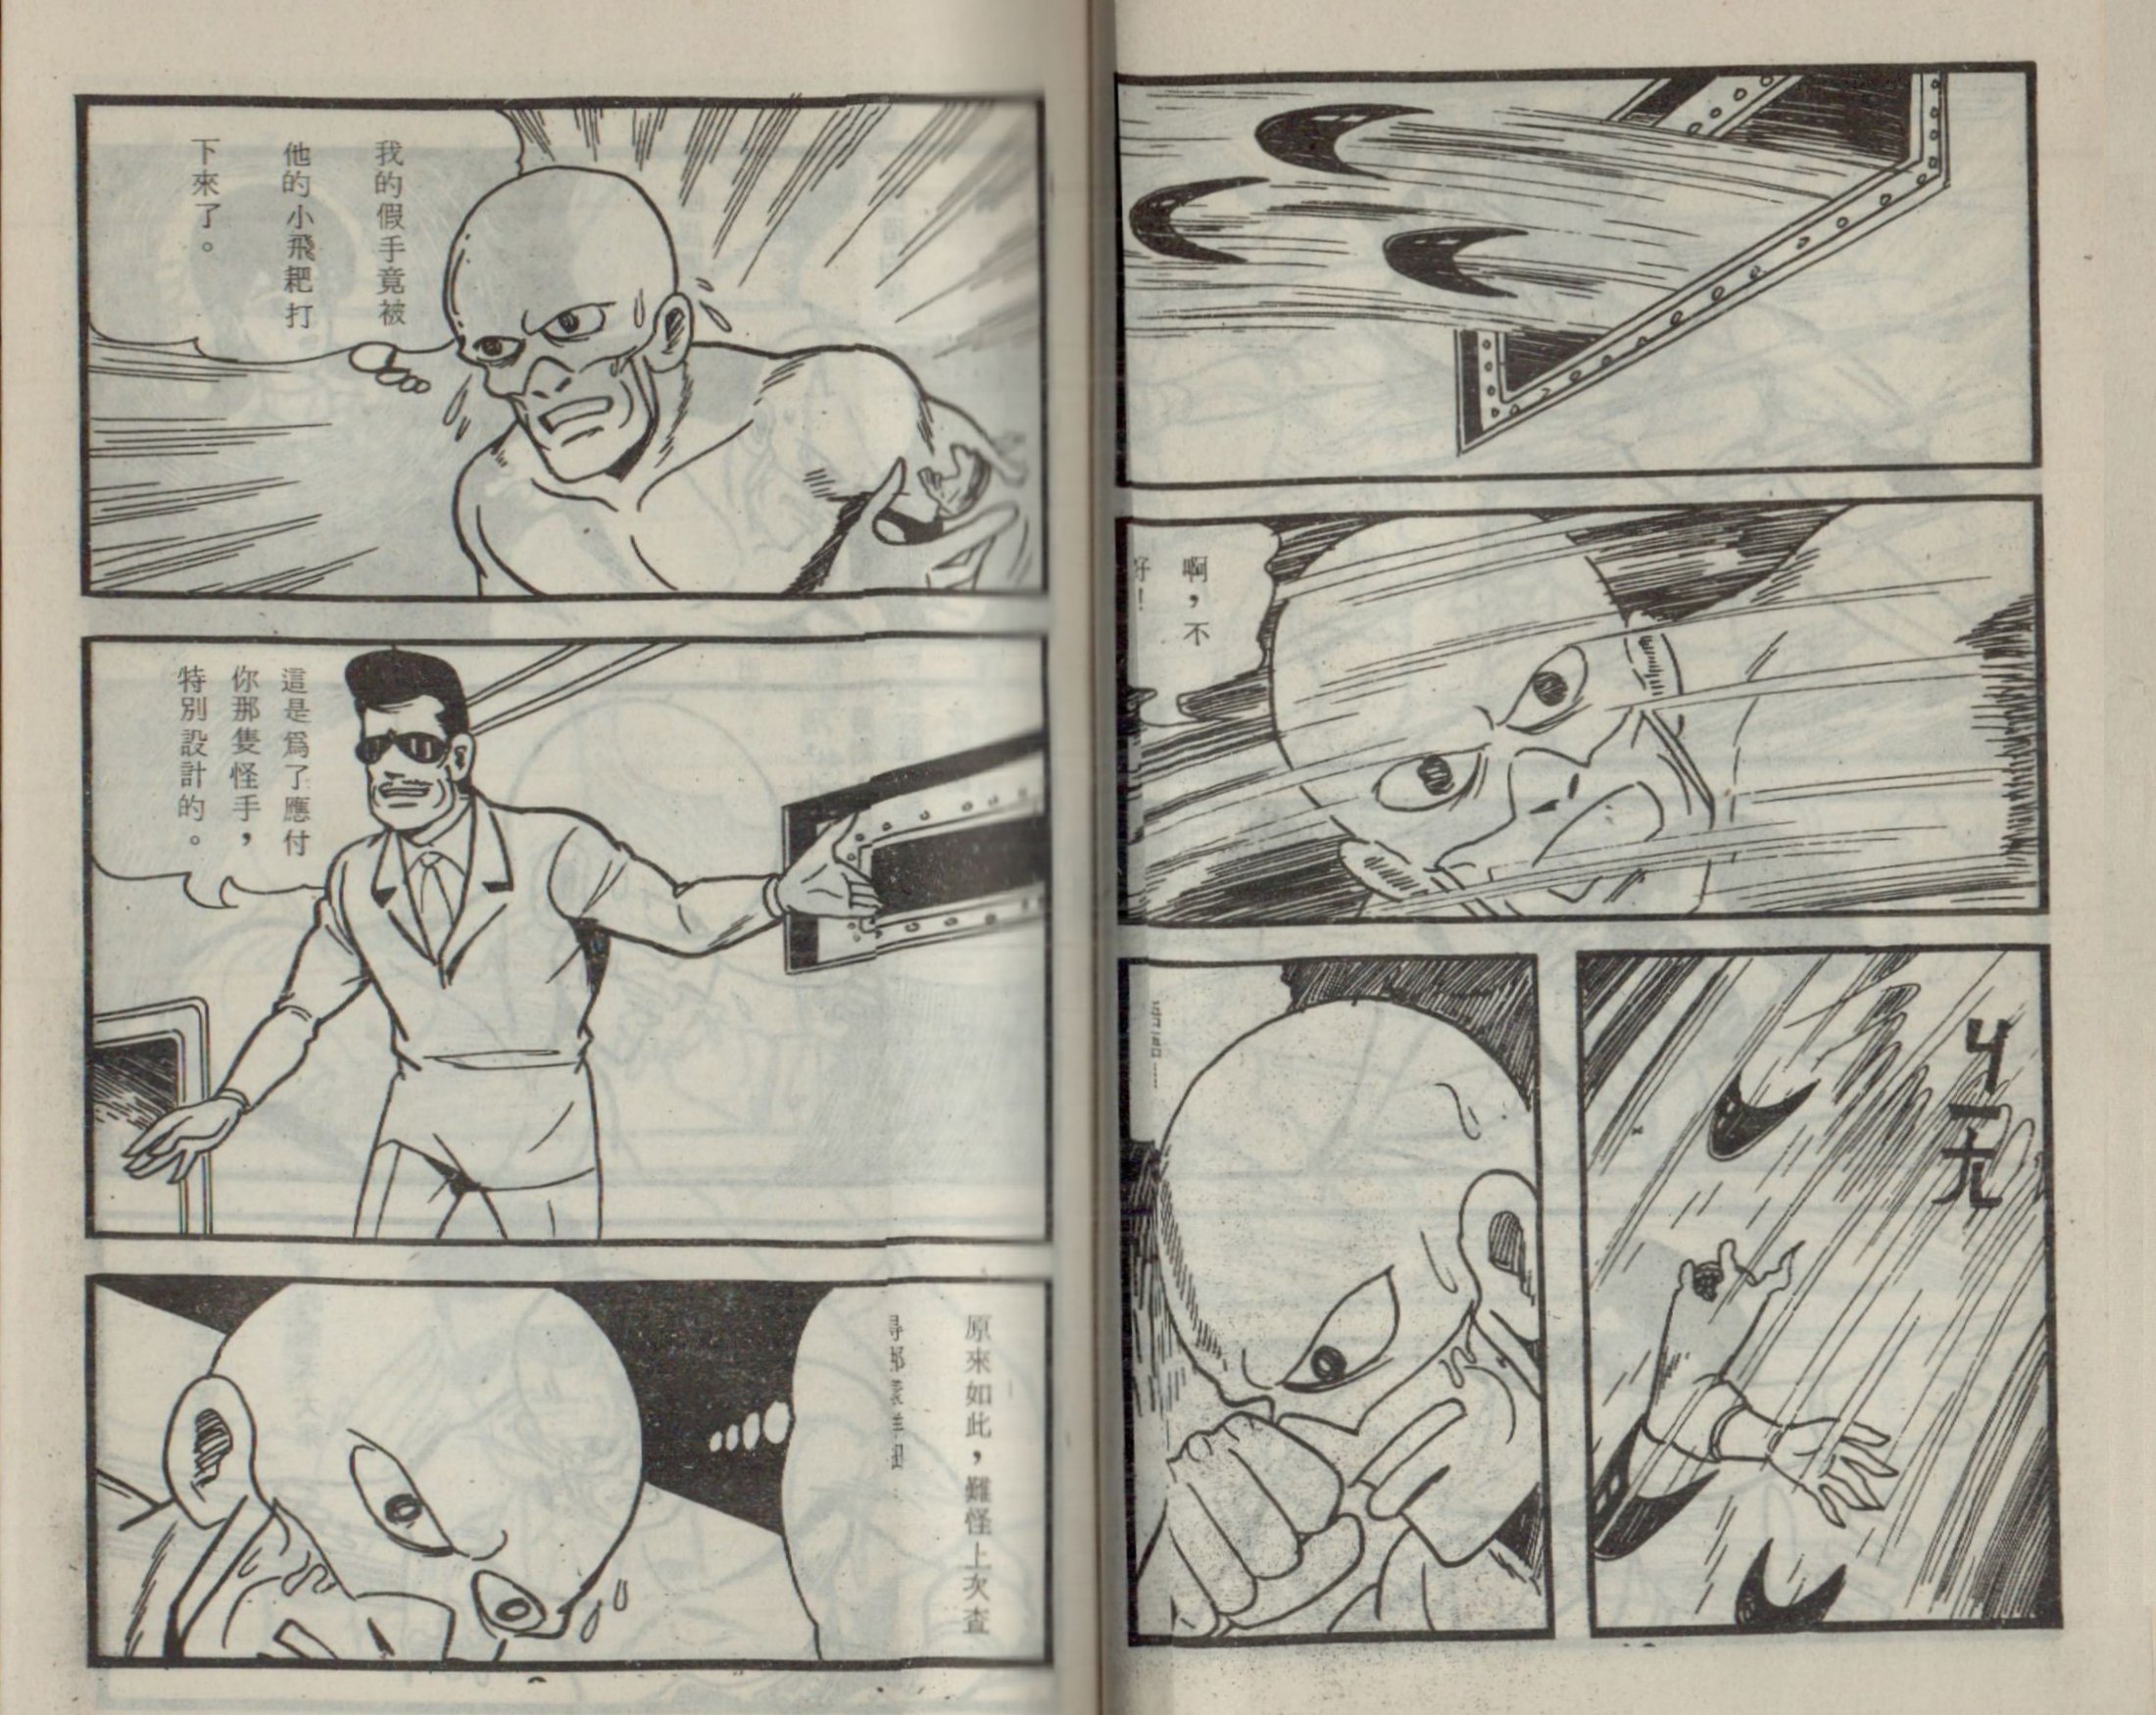 啊，不
好！
ㄐㄧㄤ
我的假手竟被
他的小飛耙打
下來了。
這是爲了應付
你那隻怪手，
特別設計的。
原來如此，難怪上次查